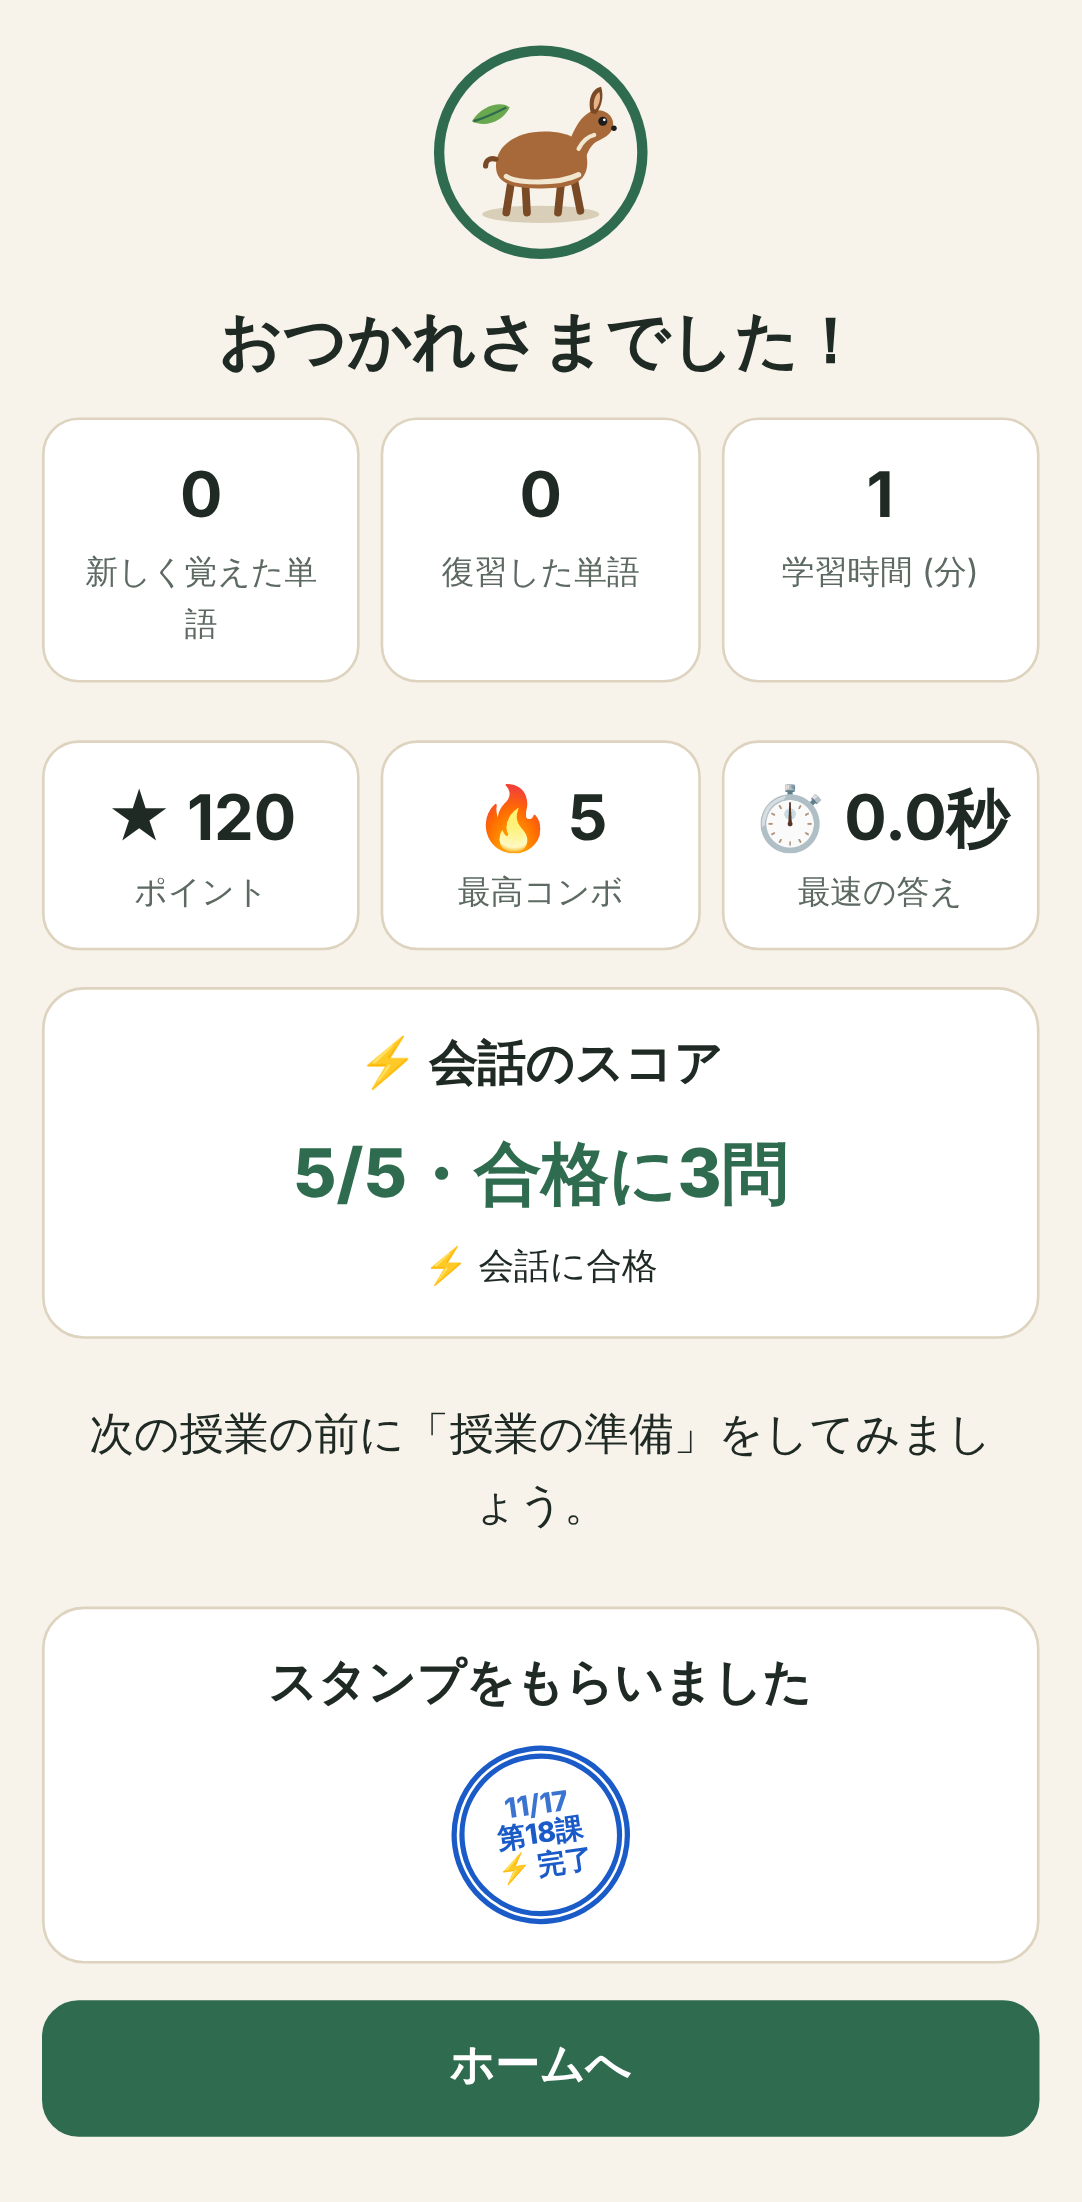 おつかれさまでした！
0
新しく覚えた単
語
0
復習した単語
1
学習時間 (分)
★ 120
ポイント
🔥 5
最高コンボ
⏱️ 0.0秒
最速の答え
⚡ 会話のスコア
5/5・合格に3問
⚡ 会話に合格
次の授業の前に「授業の準備」をしてみまし
ょう。
スタンプをもらいました
11/17
第18課
⚡ 完了
ホームへ